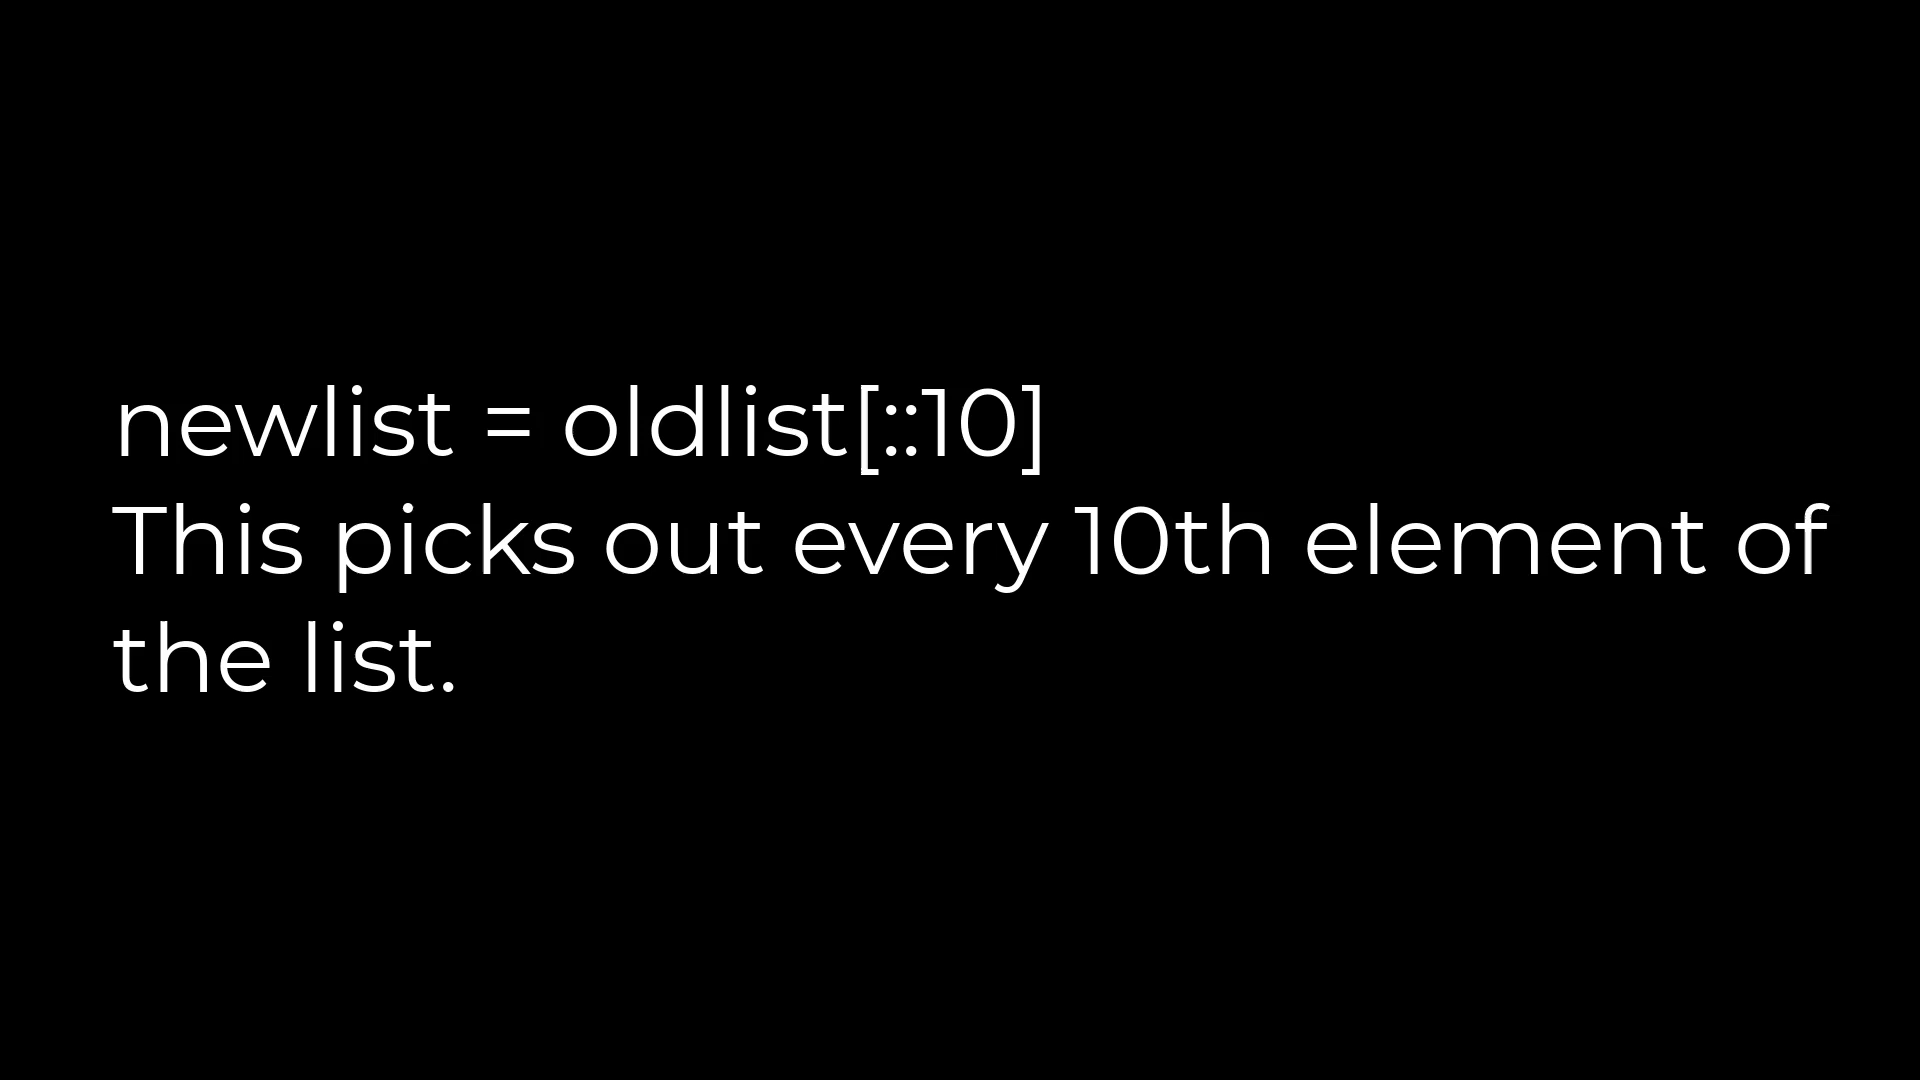 newlist = oldlist[::10]
This picks out every 10th element of
the list.